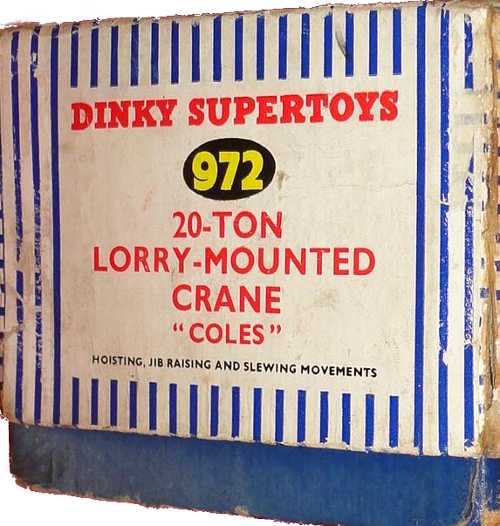 DINKY SUPERTOYS
972
20-TON
LORRY-MOUNTED
CRANE
"COLES"
HOISTING, JIB RAISING AND SLEWING MOVEMENTS